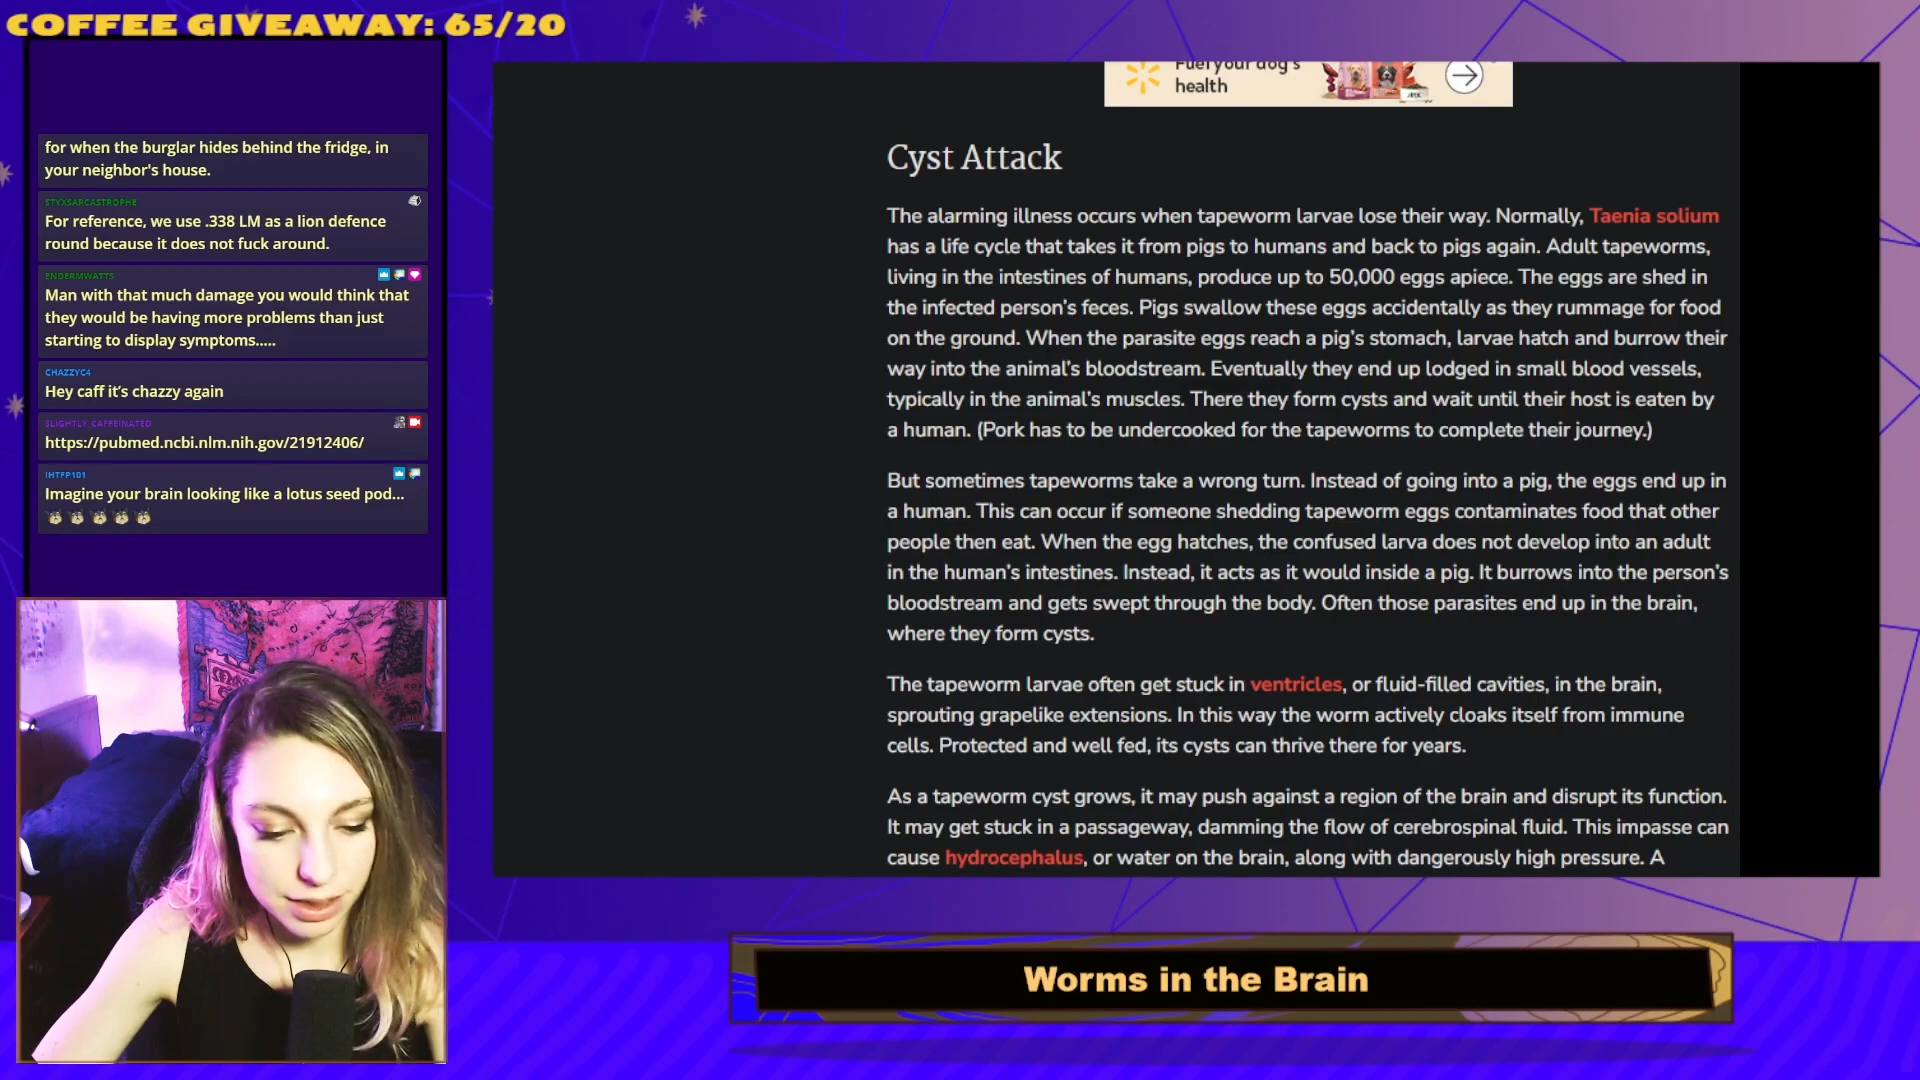 COFFEE GIVEAWAY: 65/20
for when the burglar hides behind the fridge, in
your neighbor's house.
STYXSARCASTROPHE
For reference, we use .338 LM as a lion defence
round because it does not fuck around.
ENDERMWATTS
Man with that much damage you would think that
they would be having more problems than just
starting to display symptoms.....
CHAZZYC4
Hey caff it's chazzy again
SLIGHTLY_CAFFEINATED
https://pubmed.ncbi.nlm.nih.gov/21912406/
IHTFP101
Imagine your brain looking like a lotus seed pod...
Fuel your dog's
health
Cyst Attack
The alarming illness occurs when tapeworm larvae lose their way. Normally, Taenia solium
has a life cycle that takes it from pigs to humans and back to pigs again. Adult tapeworms,
living in the intestines of humans, produce up to 50,000 eggs apiece. The eggs are shed in
the infected person's feces. Pigs swallow these eggs accidentally as they rummage for food
on the ground. When the parasite eggs reach a pig's stomach, larvae hatch and burrow their
way into the animal's bloodstream. Eventually they end up lodged in small blood vessels,
typically in the animal's muscles. There they form cysts and wait until their host is eaten by
a human. (Pork has to be undercooked for the tapeworms to complete their journey.)
But sometimes tapeworms take a wrong turn. Instead of going into a pig, the eggs end up in
a human. This can occur if someone shedding tapeworm eggs contaminates food that other
people then eat. When the egg hatches, the confused larva does not develop into an adult
in the human's intestines. Instead, it acts as it would inside a pig. It burrows into the person's
bloodstream and gets swept through the body. Often those parasites end up in the brain,
where they form cysts.
The tapeworm larvae often get stuck in ventricles, or fluid-filled cavities, in the brain,
sprouting grapelike extensions. In this way the worm actively cloaks itself from immune
cells. Protected and well fed, its cysts can thrive there for years.
As a tapeworm cyst grows, it may push against a region of the brain and disrupt its function.
It may get stuck in a passageway, damming the flow of cerebrospinal fluid. This impasse can
cause hydrocephalus, or water on the brain, along with dangerously high pressure. A
Worms in the Brain